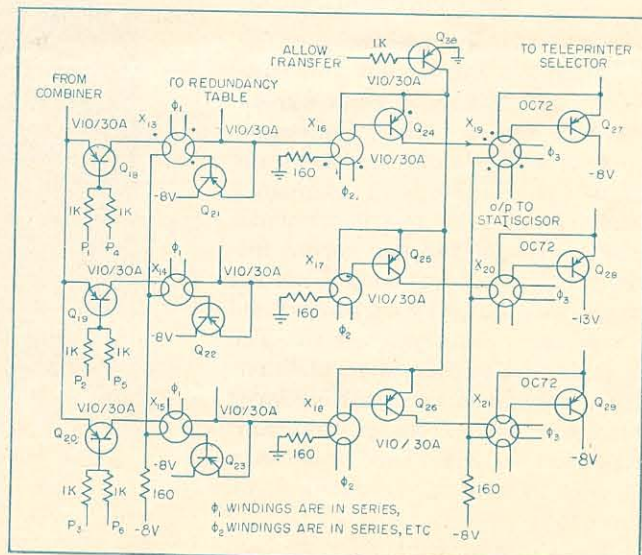 ALLOW
TRANSFER
1K
Q30
TO TELEPRINTER
SELECTOR
FROM
COMBINER
TO REDUNDANCY
TABLE
V10/30A
V10/30A
X13
Φ1
X16
Q24
X19
OC72
Q27
Q18
V10/30A
Φ3
160
Φ2
-8V
1K
1K
-8V
Q21
o/p TO
STATISCISOR
P1
P4
V10/30A
X14
Φ1
V10/30A
X17
Q25
X20
OC72
Q28
Q19
V10/30A
Φ3
160
Φ2
-13V
1K
1K
-8V
Q22
P2
P5
V10/30A
X15
Φ1
V10/30A
X18
Q26
X21
OC72
Q29
Q20
V10/30A
Φ3
160
Φ2
-8V
-8V
Q23
1K
1K
160
160
P3
P6
-8V
Φ1 WINDINGS ARE IN SERIES,
Φ2 WINDINGS ARE IN SERIES, ETC
-8V